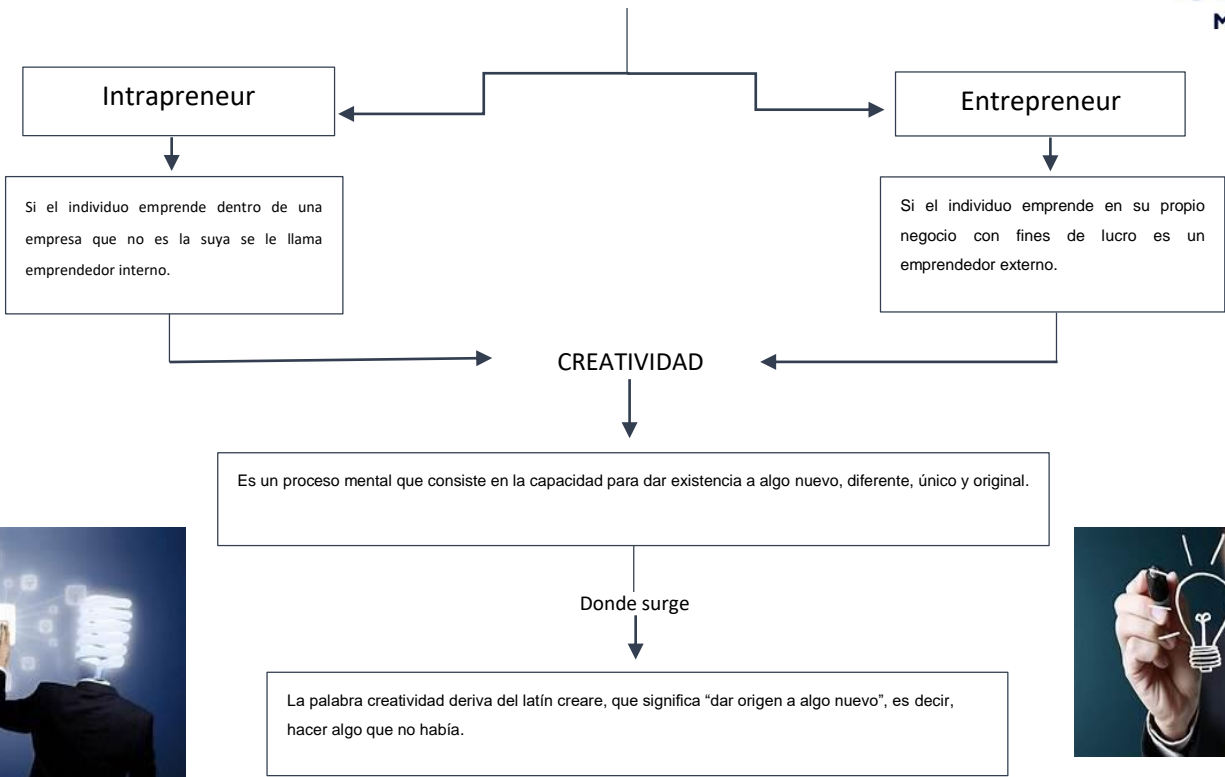 M
Intrapreneur
Entrepreneur
Si el individuo emprende dentro de una
empresa que no es la suya se le llama
emprendedor interno.
Si el individuo emprende en su propio
negocio con fines de lucro es un
emprendedor externo.
CREATIVIDAD
Es un proceso mental que consiste en la capacidad para dar existencia a algo nuevo, diferente, único y original.
Donde surge
La palabra creatividad deriva del latín creare, que significa “dar origen a algo nuevo”, es decir,
hacer algo que no había.